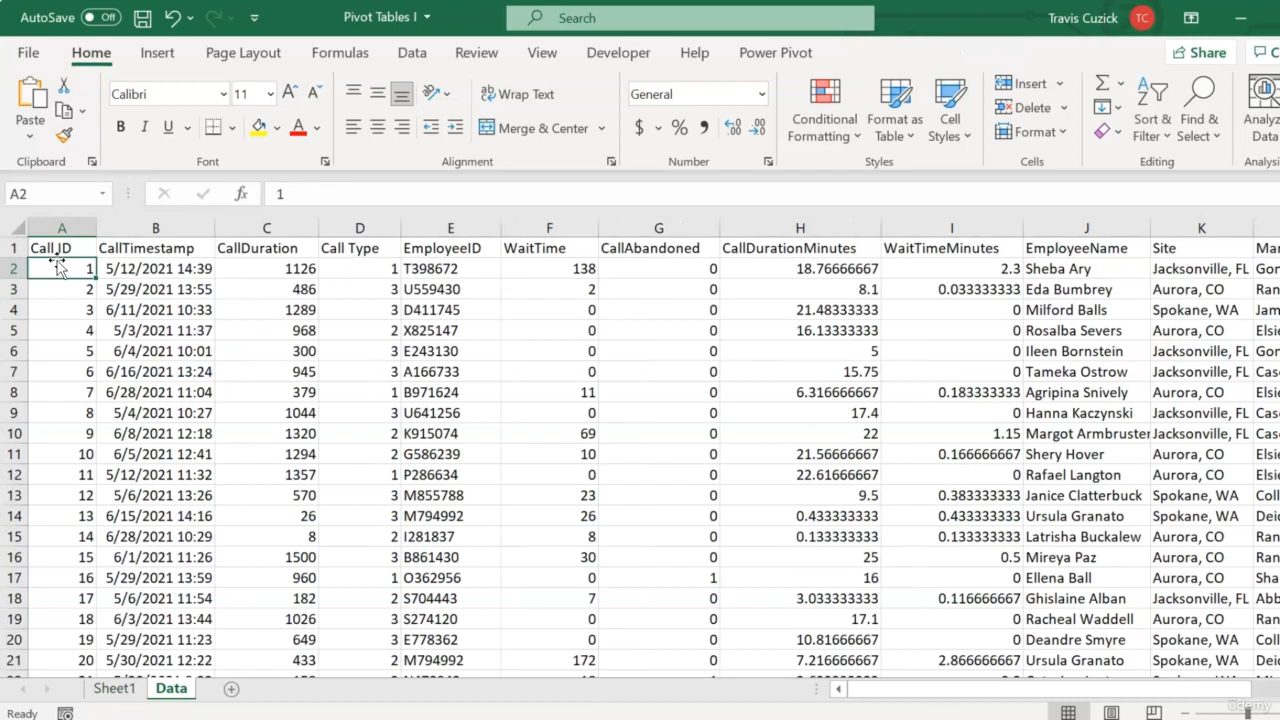 AutoSave Off Pivot Tables I Search Travis Cuzick TC
File Home Insert Page Layout Formulas Data Review View Developer Help Power Pivot Share
Calibri 11 Wrap Text General Insert
Paste Merge & Center $ % Conditional Formatting Format as Table Cell Styles Delete Format Sort & Filter Find & Select Data
Clipboard Font Alignment Number Styles Cells Editing
A2 fx 1
A B C D E F G H I J K
1 CallTimestamp CallDuration Call Type EmployeeID WaitTime CallAbandoned CallDurationMinutes WaitTimeMinutes EmployeeName Site
2 1 5/12/2021 14:39 1126 1 T398672 138 0 18.76666667 2.3 Sheba Ary Jacksonville, FL
3 2 5/29/2021 13:55 486 3 U559430 2 0 8.1 0.033333333 Eda Bumbrey Aurora, CO
4 3 6/11/2021 10:33 1289 3 D411745 0 0 21.48333333 0 Milford Balls Spokane, WA
5 4 5/3/2021 11:37 968 2 X825147 0 0 16.13333333 0 Rosalba Severs Aurora, CO
6 5 6/4/2021 10:01 300 3 E243130 0 0 5 0 Ileen Bornstein Jacksonville, FL
7 6 6/16/2021 13:24 945 3 A166733 0 0 15.75 0 Tameka Ostrow Jacksonville, FL
8 7 6/28/2021 11:04 379 1 B971624 11 0 6.316666667 0.183333333 Agripina Snively Aurora, CO
9 8 5/4/2021 10:27 1044 3 U641256 0 0 17.4 0 Hanna Kaczynski Jacksonville, FL
10 9 6/8/2021 12:18 1320 2 K915074 69 0 22 1.15 Margot Armbruster Jacksonville, FL
11 10 6/5/2021 12:41 1294 2 G586239 10 0 21.56666667 0.166666667 Shery Hover Aurora, CO
12 11 5/12/2021 11:32 1357 1 P286634 0 0 22.61666667 0 Rafael Langton Aurora, CO
13 12 5/6/2021 13:26 570 3 M855788 23 0 9.5 0.383333333 Janice Clatterbuck Spokane, WA
14 13 6/15/2021 14:16 26 3 M794992 26 0 0.433333333 0.433333333 Ursula Granato Spokane, WA
15 14 6/28/2021 10:29 8 2 I281837 8 0 0.133333333 0.133333333 Latrisha Buckalew Aurora, CO
16 15 6/1/2021 11:26 1500 3 B861430 30 0 25 0.5 Mireya Paz Aurora, CO
17 16 5/29/2021 13:59 960 1 O362956 0 1 16 0 Ellena Ball Aurora, CO
18 17 5/6/2021 11:54 182 2 S704443 7 0 3.033333333 0.116666667 Ghislaine Alban Jacksonville, FL
19 18 6/3/2021 13:44 1026 2 S274120 0 0 17.1 0 Racheal Waddell Aurora, CO
20 19 5/29/2021 11:23 649 3 E778362 0 0 10.81666667 0 Deandre Smyre Spokane, WA
21 20 5/30/2021 12:22 433 2 M794992 172 0 7.216666667 2.866666667 Ursula Granato Spokane, WA
Sheet1 Data
Ready
ûdemy